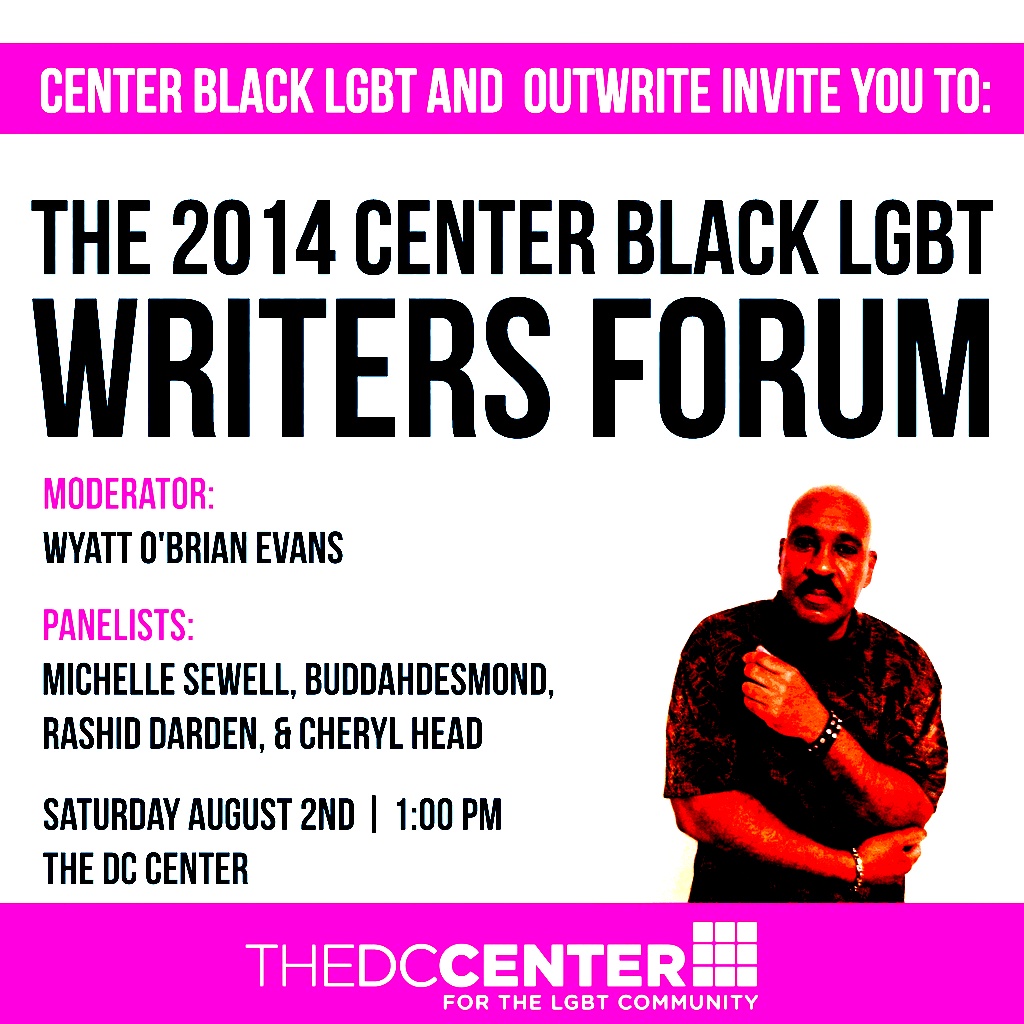 CENTER BLACK LGBT AND OUTWRITE INVITE YOU TO:
THE 2014 CENTER BLACK LGBT
WRITERS FORUM
MODERATOR:
WYATT O'BRIAN EVANS
PANELISTS:
MICHELLE SEWELL, BUDDAHDESMOND,
RASHID DARDEN, & CHERYL HEAD
SATURDAY AUGUST 2ND | 1:00 PM
THE DC CENTER
THEDCCENTER
FOR THE LGBT COMMUNITY